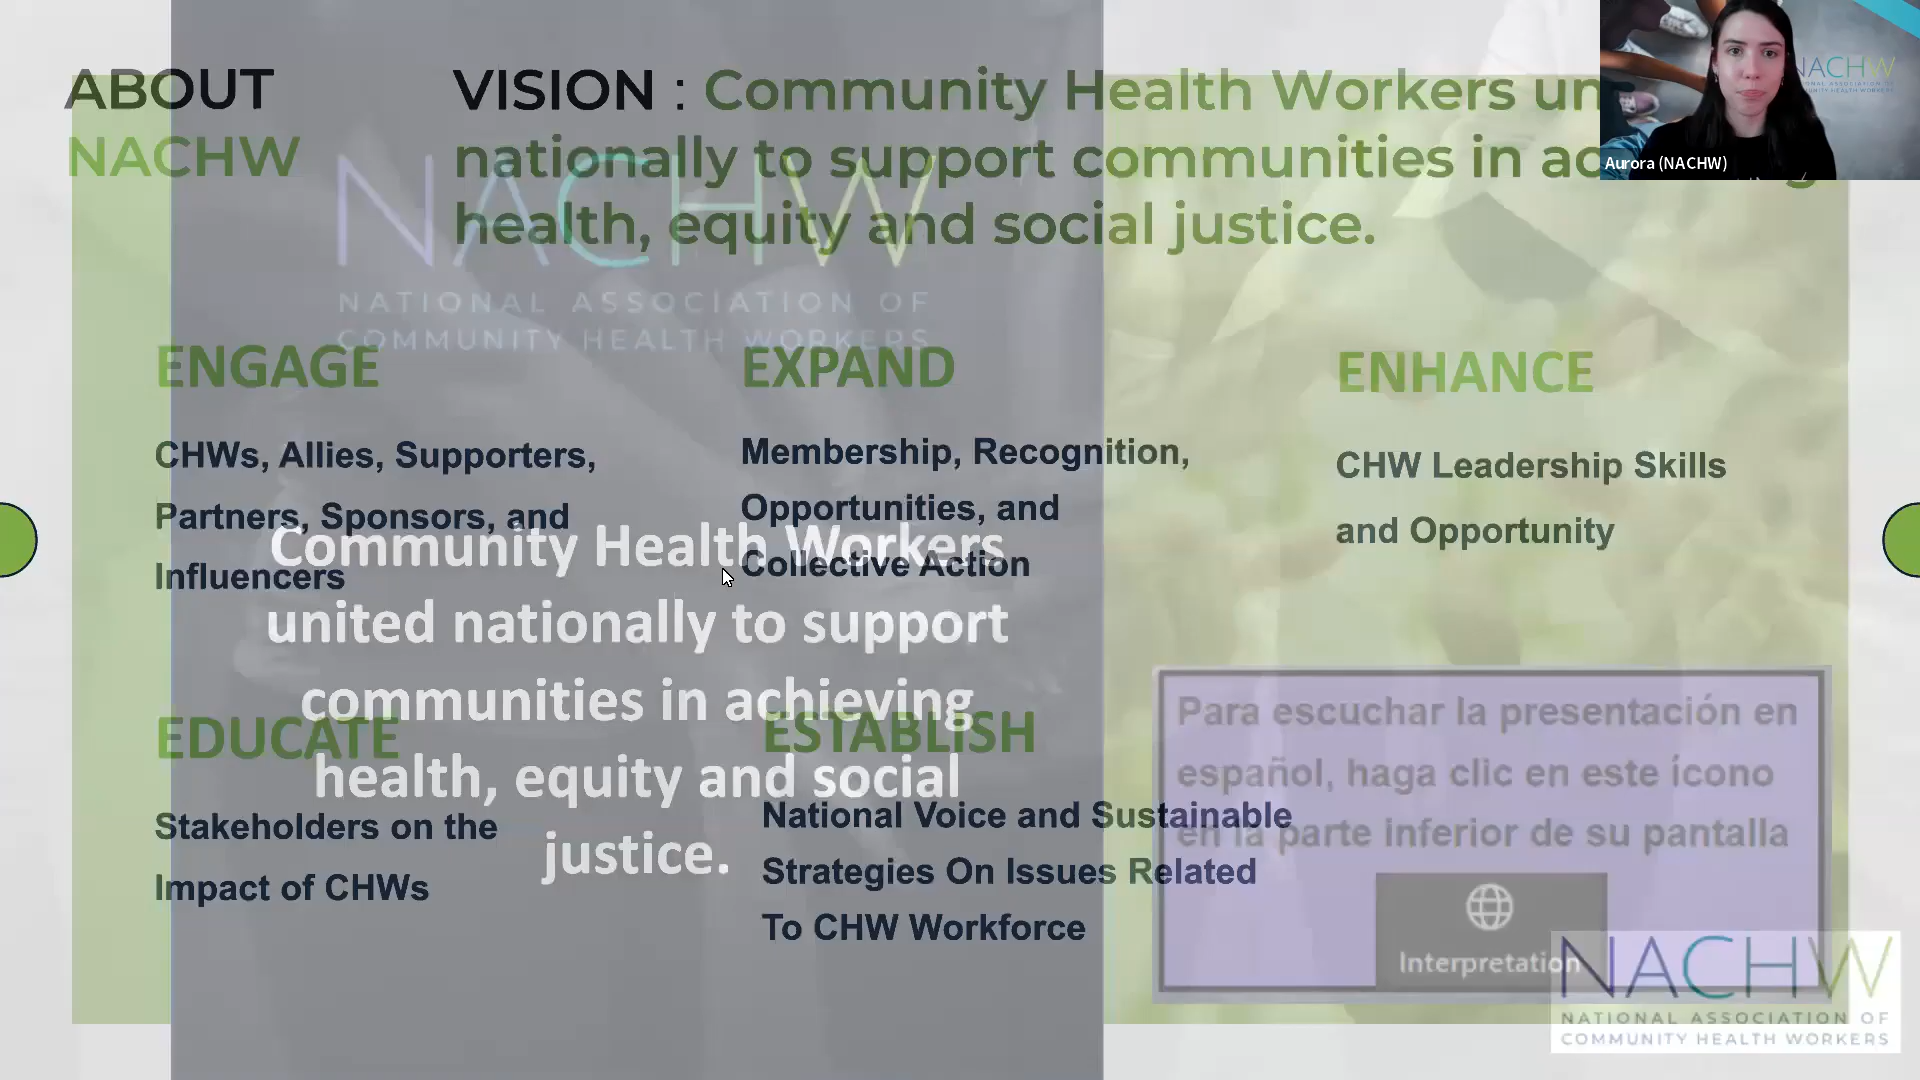 ABOUT
NACHW
VISION : Community Health Workers un
nationally to support communities in
health, equity and social justice.
NACHW
NATIONAL ASSOCIATION OF
COMMUNITY HEALTH WORKERS
ENGAGE
CHWs, Allies, Supporters,
Partners, Sponsors, and
Influencers
EXPAND
Membership, Recognition,
Opportunities, and
Collective Action
ENHANCE
CHW Leadership Skills
and Opportunity
Community Health Workers
united nationally to support
communities in achieving
health, equity and social
justice.
EDUCATE
Stakeholders on the
Impact of CHWs
ESTABLISH
National Voice and Sustainable
Strategies On Issues Related
To CHW Workforce
Para escuchar la presentación en
español, haga clic en este ícono
en la parte inferior de su pantalla
Interpretation
NACHW
NATIONAL ASSOCIATION OF
COMMUNITY HEALTH WORKERS
NACHW
Aurora (NACHW)